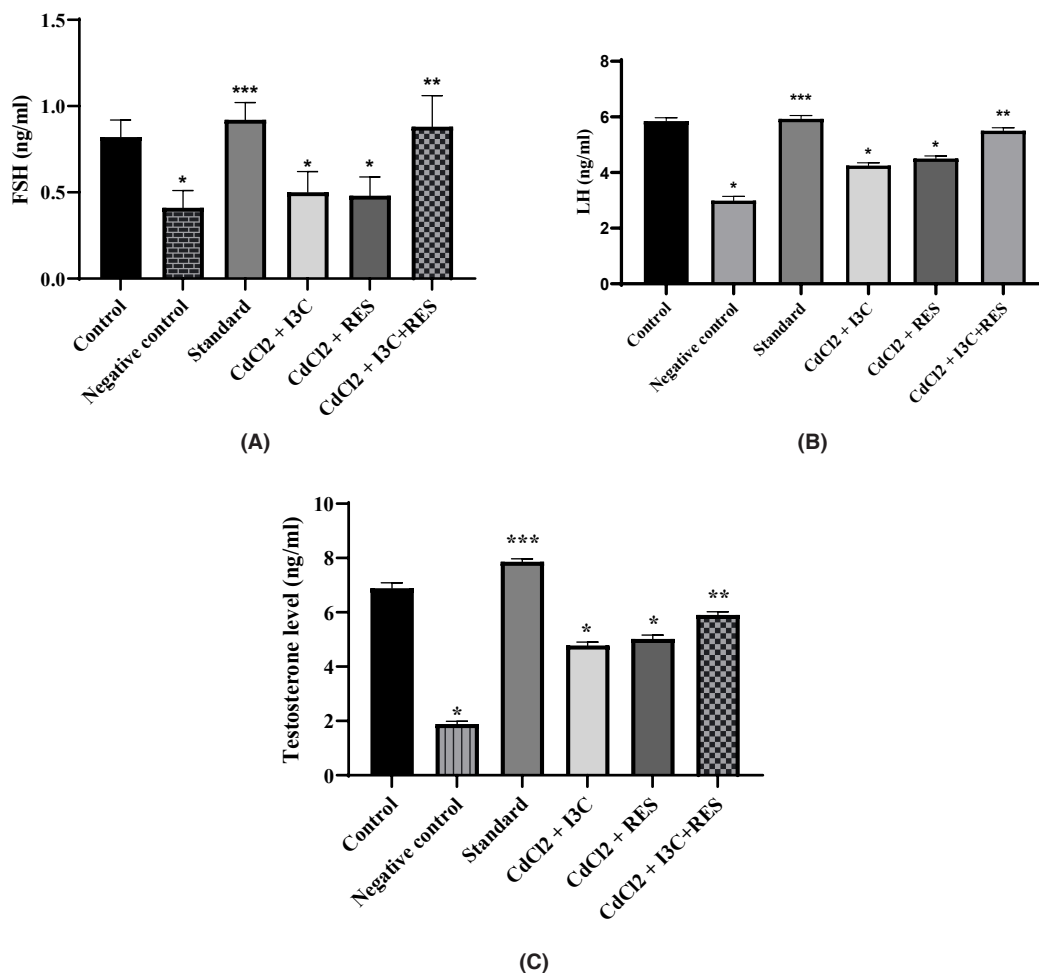 FSH (ng/ml)
1.5
1.0
0.5
0.0
*
***
*
*
**
Control
Negative control
Standard
CdCl2 + I3C
CdCl2 + RES
CdCl2 + I3C+RES
(A)
LH (ng/ml)
8
6
4
2
0
*
***
*
*
**
Control
Negative control
Standard
CdCl2 + I3C
CdCl2 + RES
CdCl2 + I3C+RES
(B)
Testosterone level (ng/ml)
10
8
6
4
2
0
*
***
*
*
**
Control
Negative control
Standard
CdCl2 + I3C
CdCl2 + RES
CdCl2 + I3C+RES
(C)